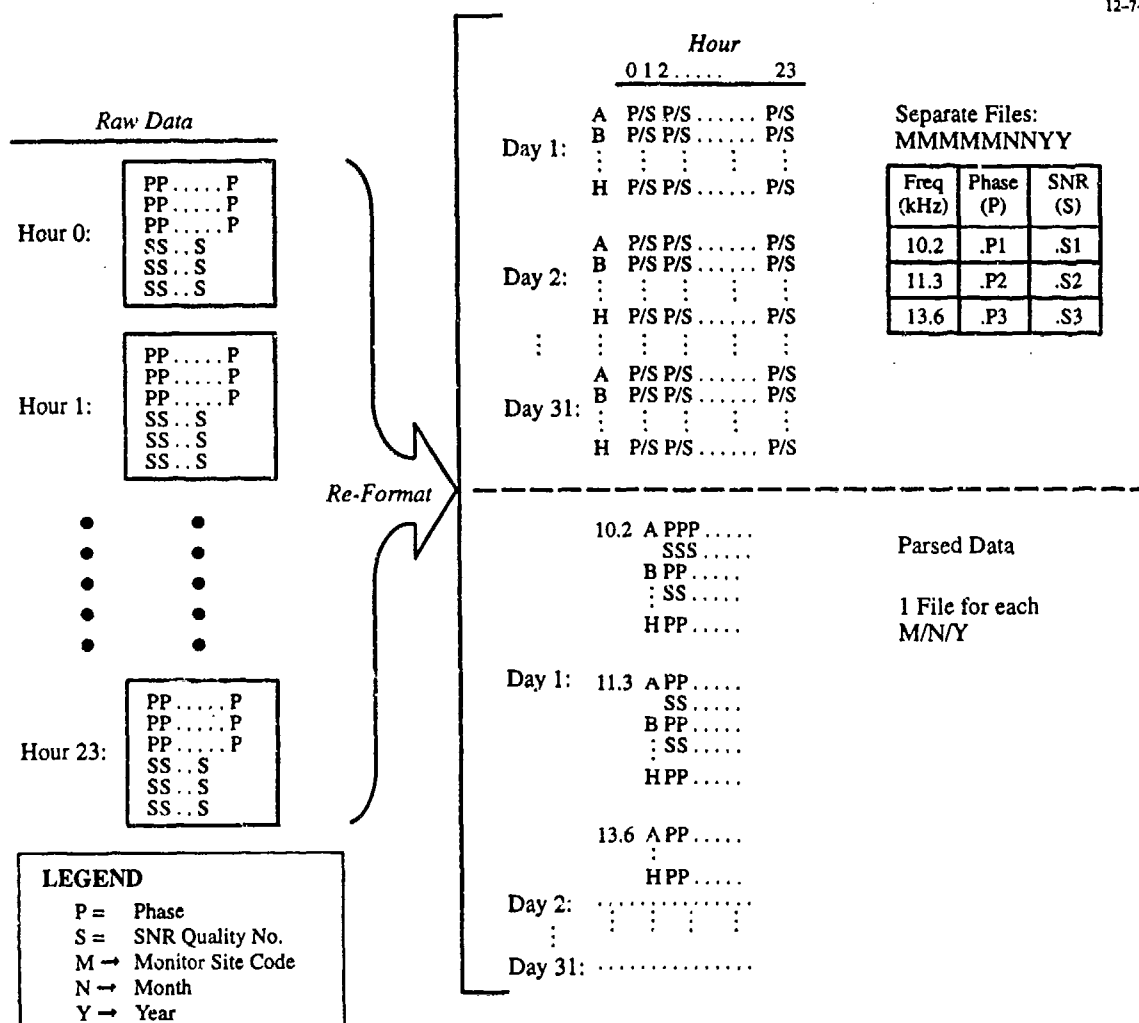 12-7-
Raw Data
Hour 0:
PP.....P
PP.....P
PP.....P
SS..S
SS..S
SS..S
Hour 1:
PP.....P
PP.....P
PP.....P
SS..S
SS..S
SS..S
Hour 23:
PP.....P
PP.....P
PP.....P
SS..S
SS..S
SS..S
LEGEND
P = Phase
S = SNR Quality No.
M → Monitor Site Code
N → Month
Y → Year
Re-Format
Hour
0 1 2 ..... 23
Day 1:
A P/S P/S ...... P/S
B P/S P/S ...... P/S
H P/S P/S ...... P/S
Day 2:
A P/S P/S ...... P/S
B P/S P/S ...... P/S
H P/S P/S ...... P/S
Day 31:
A P/S P/S ...... P/S
B P/S P/S ...... P/S
H P/S P/S ...... P/S
Separate Files:
MMMMMNNYY
Freq (kHz) Phase (P) SNR (S)
10.2 .P1 .S1
11.3 .P2 .S2
13.6 .P3 .S3
Day 1:
10.2 A PPP.....
SSS.....
B PP.....
SS.....
H PP.....
11.3 A PP.....
SS.....
B PP.....
SS.....
H PP.....
13.6 A PP.....
H PP.....
Day 2: ...............
Day 31: ...............
Parsed Data
1 File for each
M/N/Y